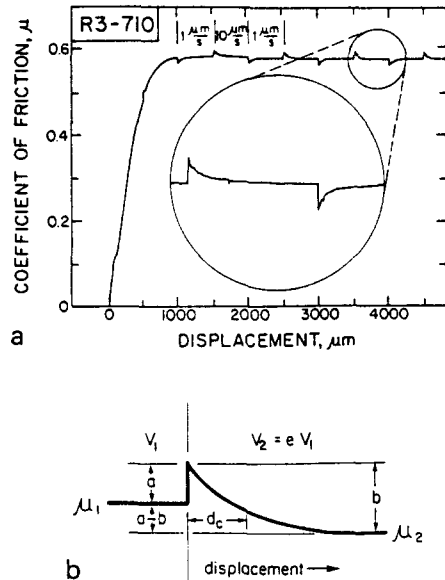 R3-710
1 μm/s 10 μm/s 1 μm/s
COEFFICIENT OF FRICTION, μ
0.6
0.4
0.2
0
0 1000 2000 3000 4000
DISPLACEMENT, μm
a
V₁ V₂ = e V₁
μ₁ a b
a-b d_c μ₂
displacement →
b